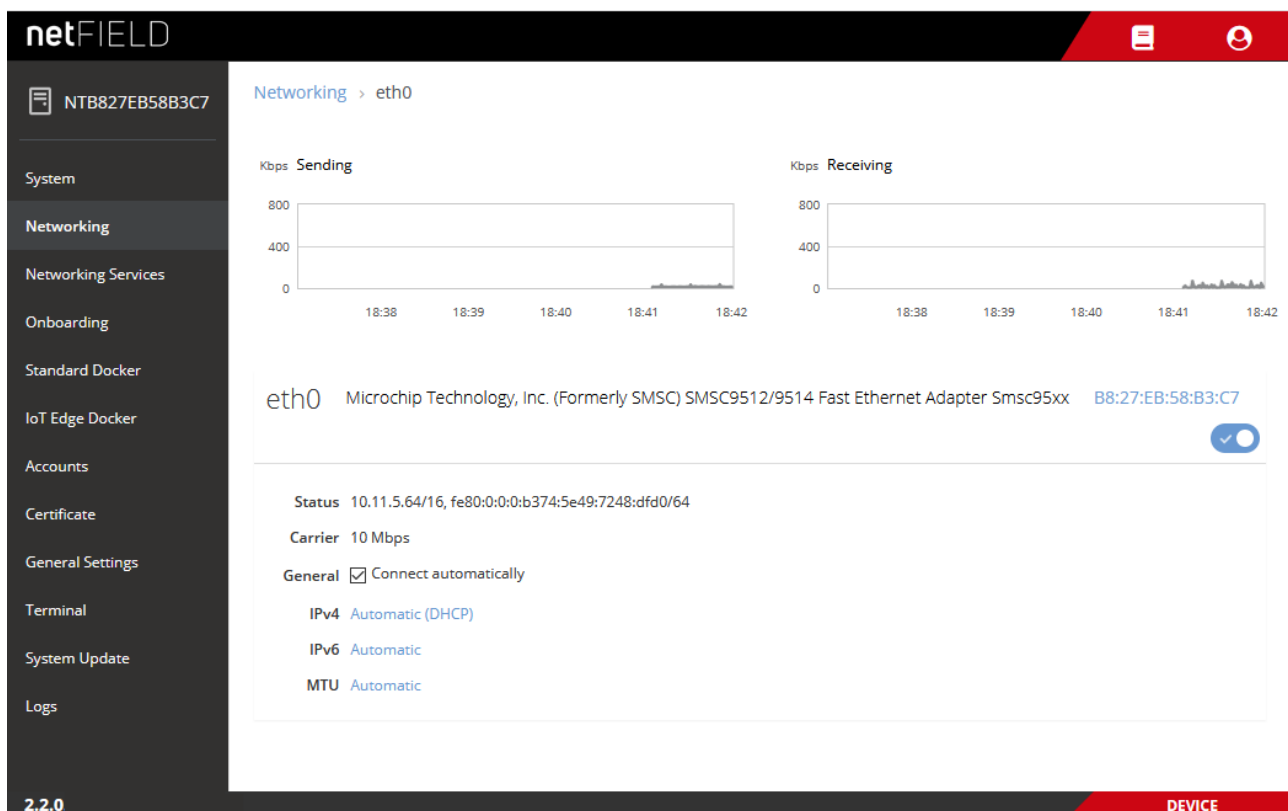 netFIELD
NTB827EB58B3C7
System
Networking
Networking Services
Onboarding
Standard Docker
IoT Edge Docker
Accounts
Certificate
General Settings
Terminal
System Update
Logs
2.2.0
Networking › eth0
Kbps Sending
800
400
0
18:38 18:39 18:40 18:41 18:42
Kbps Receiving
800
400
0
18:38 18:39 18:40 18:41 18:42
eth0 Microchip Technology, Inc. (Formerly SMSC) SMSC9512/9514 Fast Ethernet Adapter Smsc95xx B8:27:EB:58:B3:C7
Status 10.11.5.64/16, fe80:0:0:0:b374:5e49:7248:dfd0/64
Carrier 10 Mbps
General Connect automatically
IPv4 Automatic (DHCP)
IPv6 Automatic
MTU Automatic
DEVICE